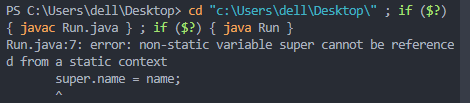 PS C:\Users\dell\Desktop> cd "c:\Users\dell\Desktop\" ; if ($?)
{ javac Run.java } ; if ($?) { java Run }
Run.java:7: error: non-static variable super cannot be reference
d from a static context
        super.name = name;
        ^